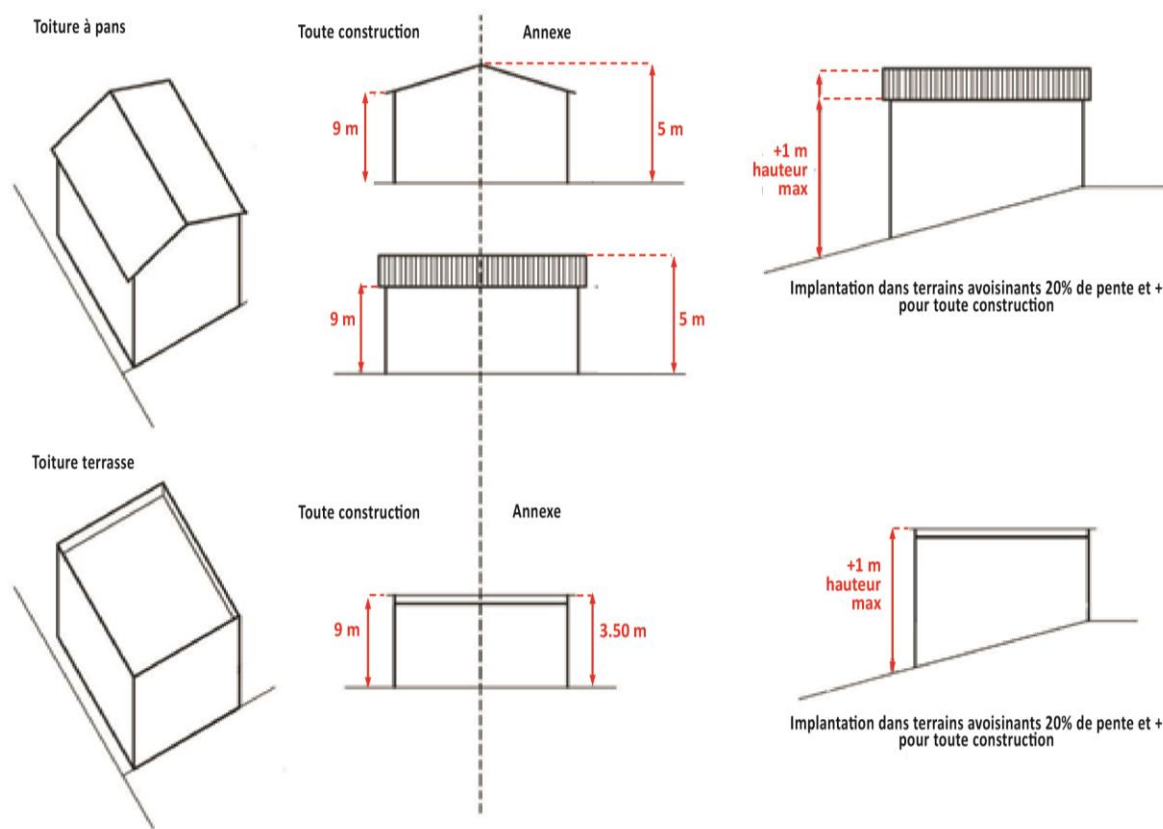 Toiture à pans
Toute construction
Annexe
9 m
5 m
+1 m
hauteur
max
Implantation dans terrains avoisinants 20% de pente et +
pour toute construction
9 m
5 m
Toiture terrasse
Toute construction
Annexe
9 m
3.50 m
+1 m
hauteur
max
Implantation dans terrains avoisinants 20% de pente et +
pour toute construction